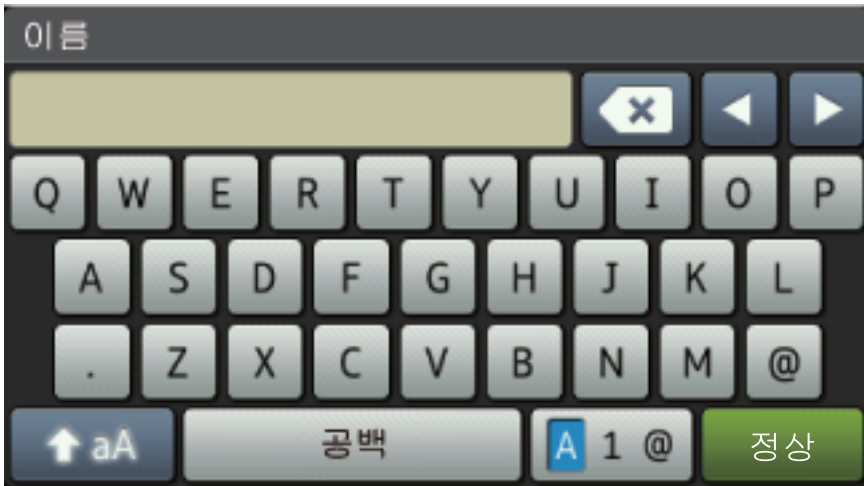 이름
Q W E R T Y U I O P
A S D F G H J K L
. Z X C V B N M @
aA 공백 A 1 @ 정상